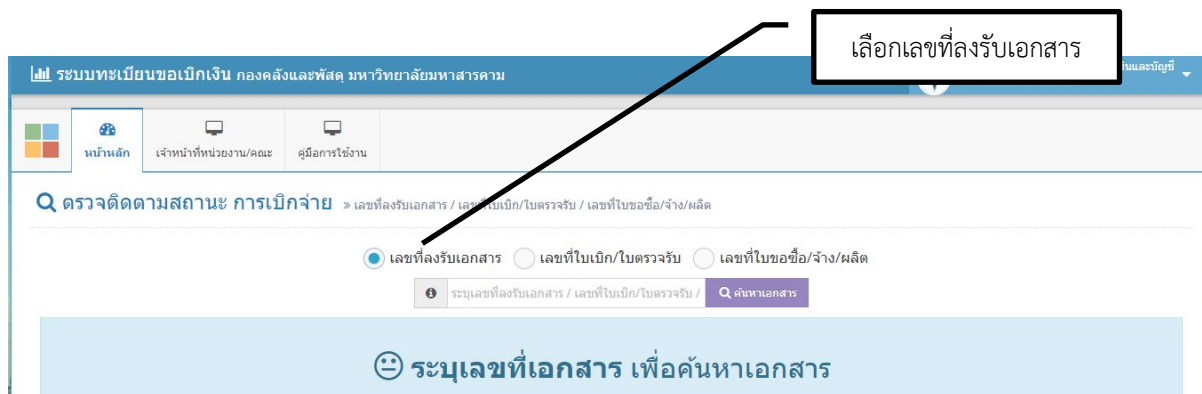 เลือกเลขที่ลงรับเอกสาร
ระบบทะเบียนขอเบิกเงิน กองคลังและพัสดุ มหาวิทยาลัยมหาสารคาม
หน้าหลัก
เจ้าหน้าที่หน่วยงาน/คณะ
คู่มือการใช้งาน
ตรวจติดตามสถานะ การเบิกจ่าย » เลขที่ลงรับเอกสาร / เลขที่ใบเบิก/ใบตรวจรับ / เลขที่ใบขอซื้อ/จ้าง/ผลิต
เลขที่ลงรับเอกสาร เลขที่ใบเบิก/ใบตรวจรับ เลขที่ใบขอซื้อ/จ้าง/ผลิต
ระบุเลขที่ลงรับเอกสาร / เลขที่ใบเบิก/ใบตรวจรับ / ค้นหาเอกสาร
ระบุเลขที่เอกสาร เพื่อค้นหาเอกสาร